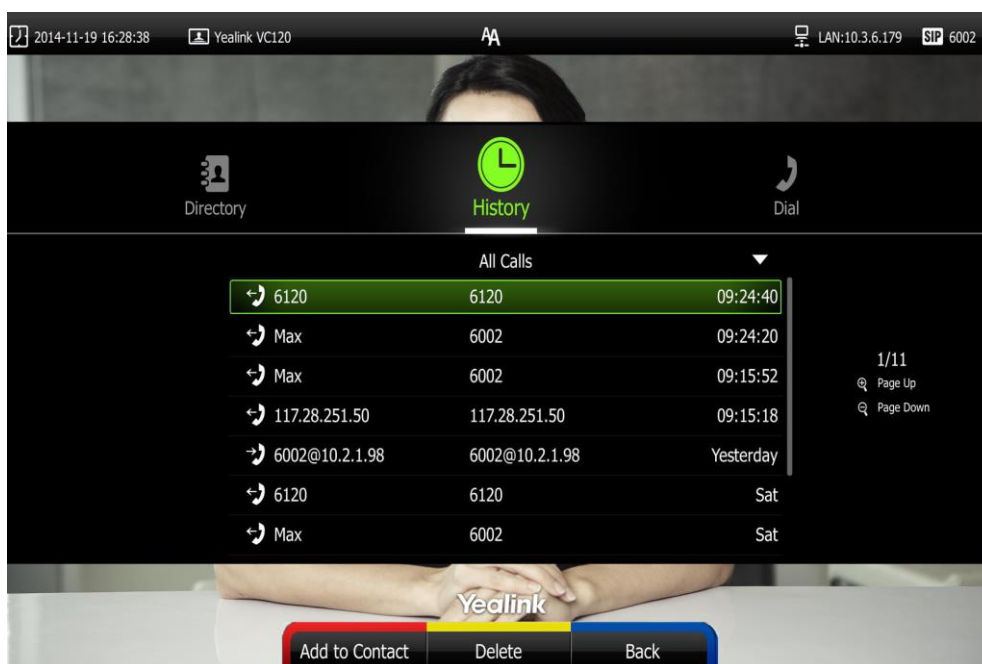 2014-11-19 16:28:38 Yealink VC120 AA LAN:10.3.6.179 SIP 6002
Directory History Dial
All Calls
6120 6120 09:24:40
Max 6002 09:24:20
Max 6002 09:15:52
117.28.251.50 117.28.251.50 09:15:18
6002@10.2.1.98 6002@10.2.1.98 Yesterday
6120 6120 Sat
Max 6002 Sat
1/11
Page Up
Page Down
Yealink
Add to Contact Delete Back